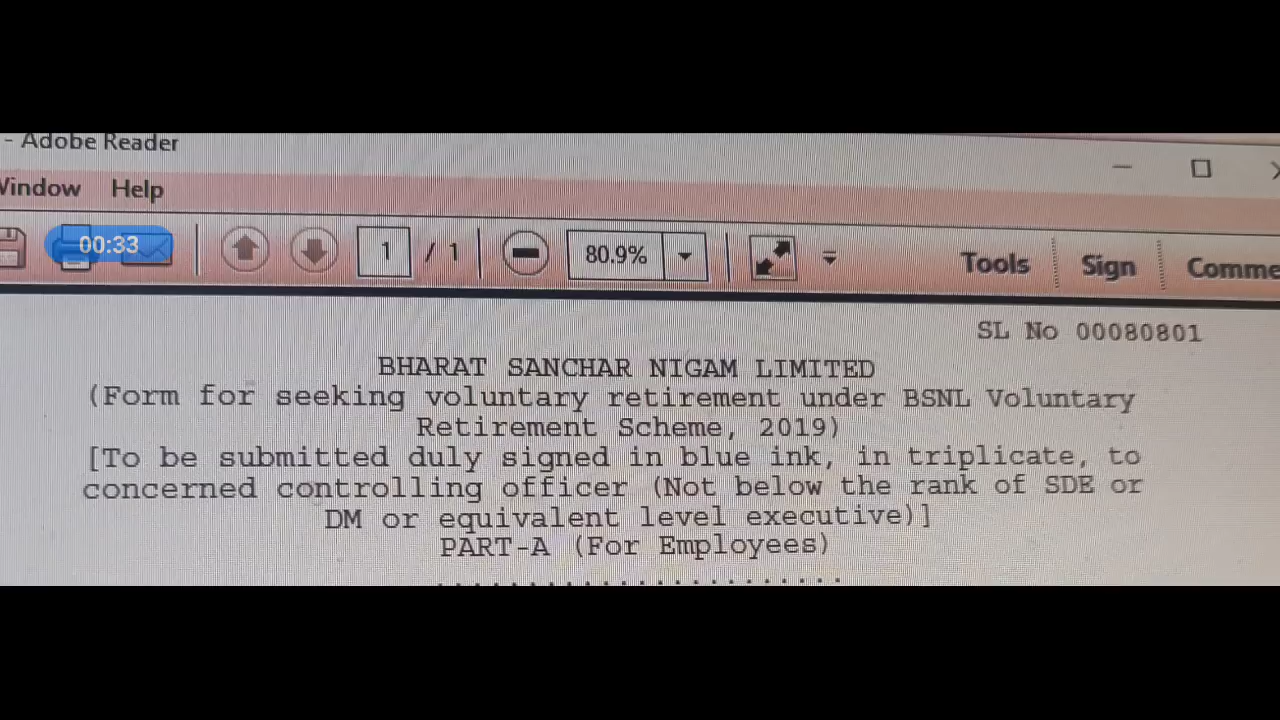 - Adobe Reader
Window Help
00:33
1 / 1 80.9% Tools Sign Comme
SL No 00080801
BHARAT SANCHAR NIGAM LIMITED
(Form for seeking voluntary retirement under BSNL Voluntary
Retirement Scheme, 2019)
[To be submitted duly signed in blue ink, in triplicate, to
concerned controlling officer (Not below the rank of SDE or
DM or equivalent level executive)]
PART-A (For Employees)
......................